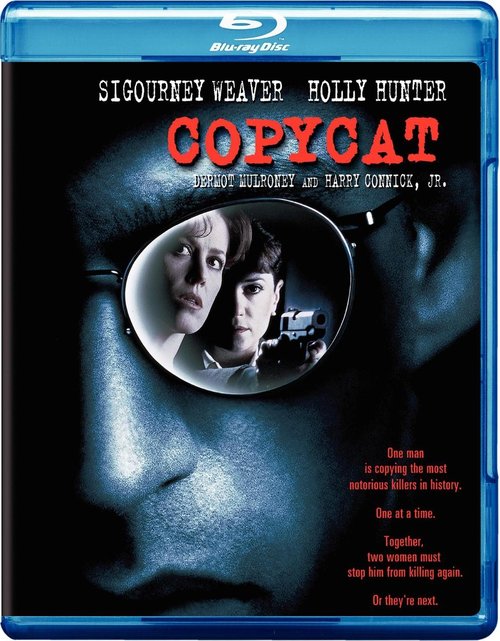 Blu-ray Disc
SIGOURNEY WEAVER HOLLY HUNTER
COPYCAT
DERMOT MULRONEY AND HARRY CONNICK, JR.
One man
is copying the most
notorious killers in history.
One at a time.
Together,
two women must
stop him from killing again.
Or they're next.